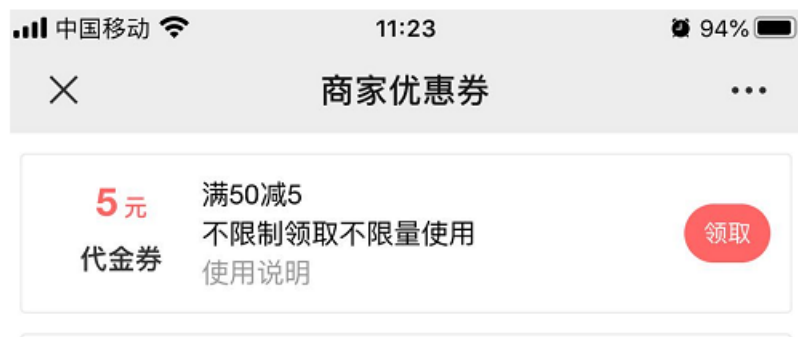 中国移动 11:23 94%
商家优惠券
5元 满50减5
不限制领取不限量使用 领取
代金券
使用说明